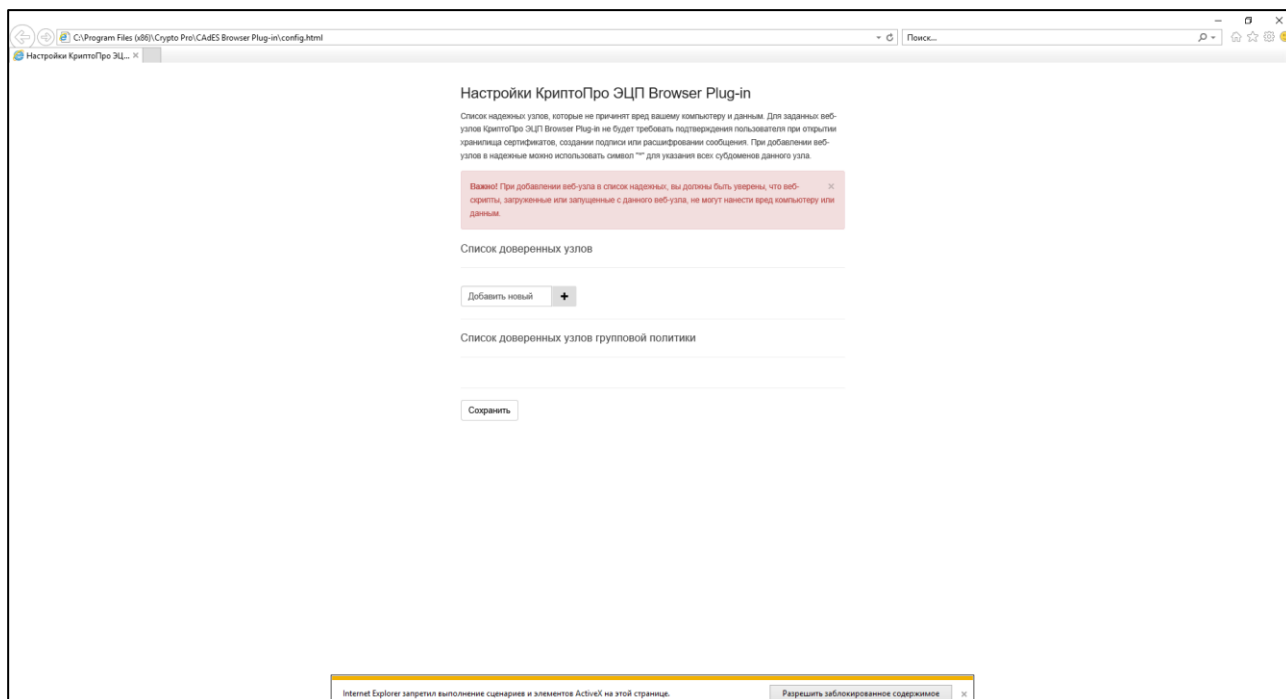 C:\Program Files (x86)\Crypto Pro\CAdES Browser Plug-in\config.html
Поиск...
Настройки КриптоПро ЭЦ...
Настройки КриптоПро ЭЦП Browser Plug-in
Список надежных узлов, которые не причинят вред вашему компьютеру и данным. Для заданных веб-
узлов КриптоПро ЭЦП Browser Plug-in не будет требовать подтверждения пользователя при открытии
хранилища сертификатов, создании подписи или расшифровании сообщения. При добавлении веб-
узлов в надежные можно использовать символ "*" для указания всех субдоменов данного узла.
Важно! При добавлении веб-узла в список надежных, вы должны быть уверены, что веб-
скрипты, загруженные или запущенные с данного веб-узла, не могут нанести вред компьютеру или
данным.
Список доверенных узлов
Добавить новый
Список доверенных узлов групповой политики
Сохранить
Internet Explorer запретил выполнение сценариев и элементов ActiveX на этой странице.
Разрешить заблокированное содержимое